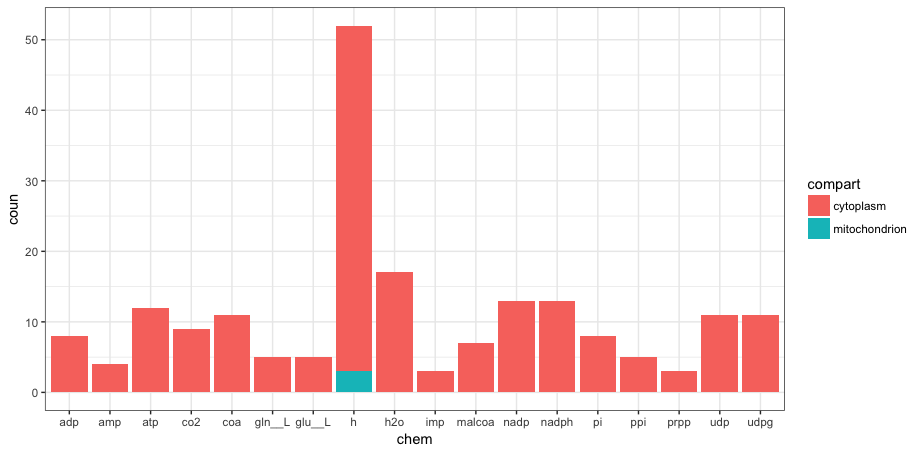 50
40
30
20
10
0
coun
adp amp atp co2 coa gln__L glu__L h h2o imp malcoa nadp nadph pi ppi prpp udp udpg
chem
compart
cytoplasm
mitochondrion